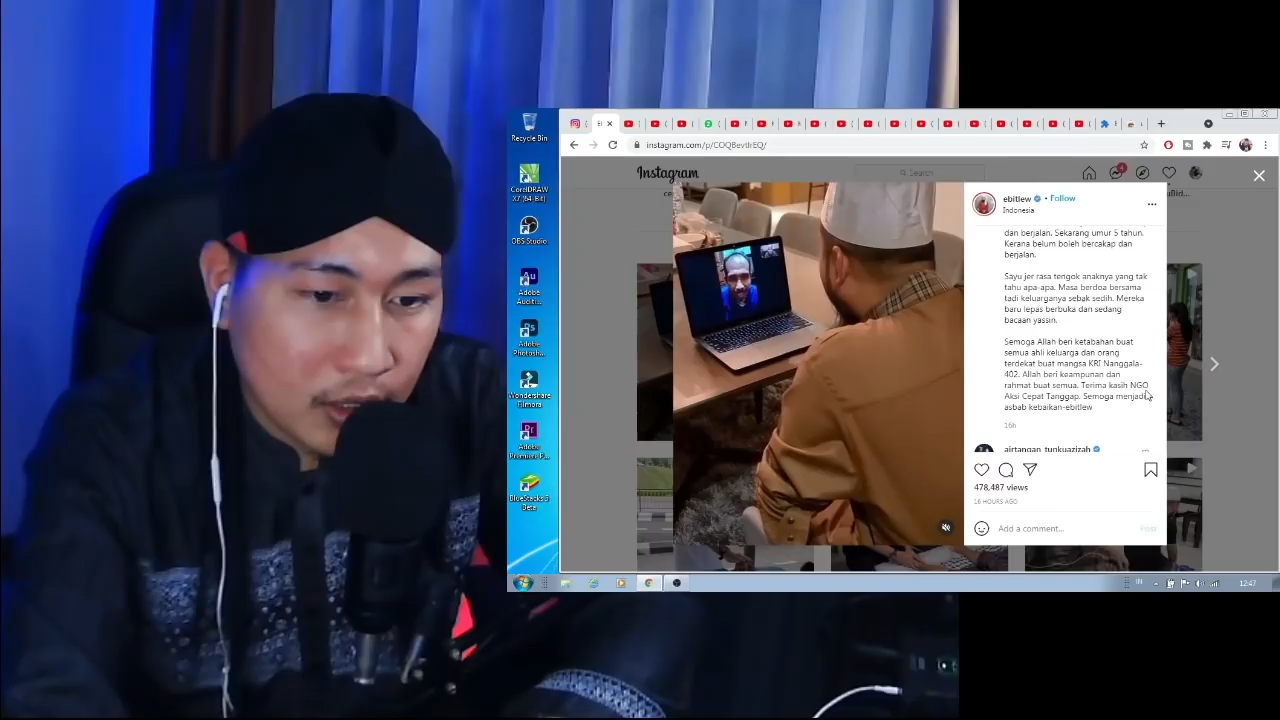 Recycle Bin
CorelDRAW
X7 (64-Bit)
OBS Studio
Adobe
Auditi...
Adobe
Photosh...
Wondershare
Filmora
Adobe
Premiere P...
BlueStacks 5
Beta
instagram.com/p/
Instagram
Search
ebitlew • Follow
Indonesia
dan berjalan. Sekarang umur 5 tahun.
Kerana belum boleh bercakap dan
berjalan.
Sayu jer rasa tengok anaknya yang tak
tahu apa-apa. Masa berdoa bersama
tadi keluarganya sebak sedih. Mereka
baru lepas berbuka dan sedang
bacaan yassin.
Semoga Allah beri ketabahan buat
semua ahli keluarga dan orang
terdekat buat mangsa KRI Nanggala-
402. Allah beri keampunan dan
rahmat buat semua. Terima kasih NGO
Aksi Cepat Tanggap. Semoga menjadi
asbab kebaikan-ebitlew
16h
airtangan_tunkuazizah
478,487 views
16 HOURS AGO
Add a comment...
Post
IN
12:47